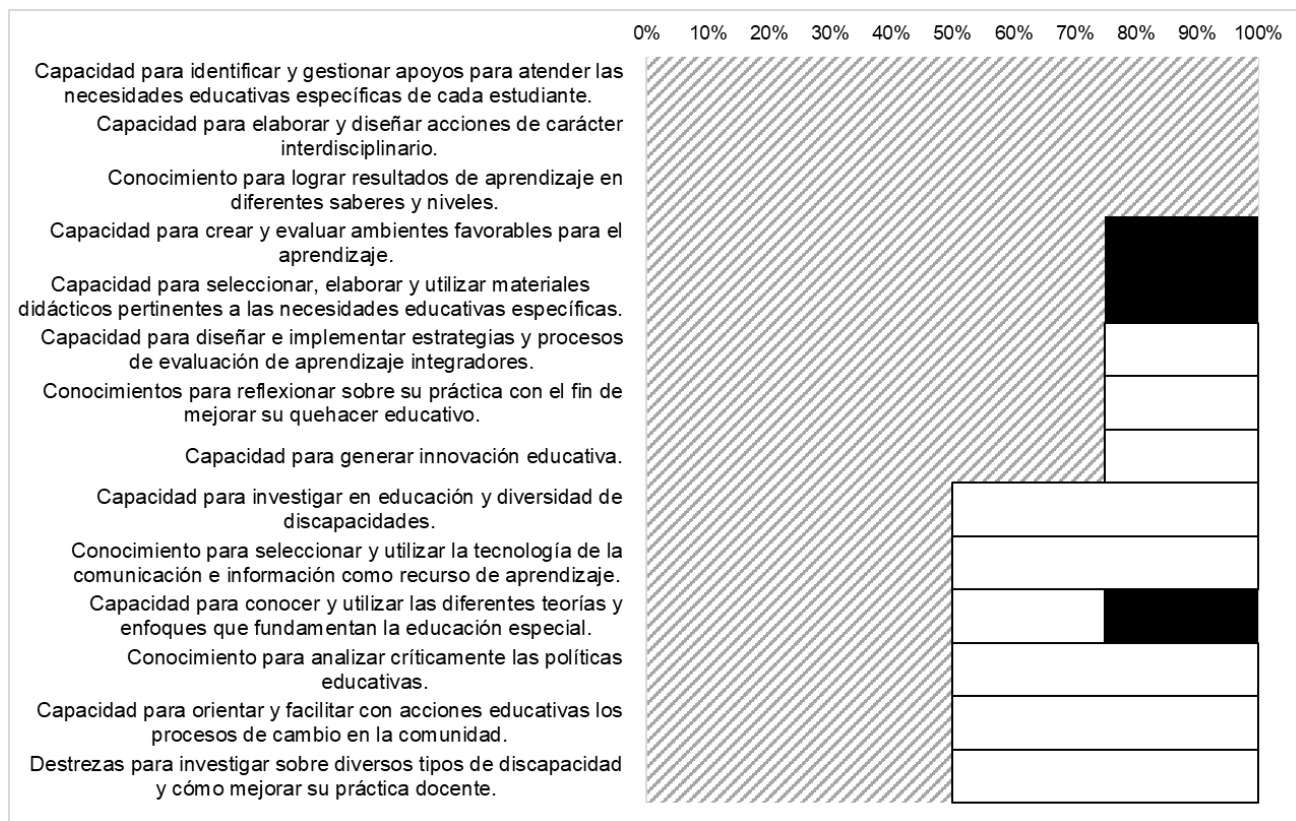 0% 10% 20% 30% 40% 50% 60% 70% 80% 90% 100%
Capacidad para identificar y gestionar apoyos para atender las
necesidades educativas específicas de cada estudiante.
Capacidad para elaborar y diseñar acciones de carácter
interdisciplinario.
Conocimiento para lograr resultados de aprendizaje en
diferentes saberes y niveles.
Capacidad para crear y evaluar ambientes favorables para el
aprendizaje.
Capacidad para seleccionar, elaborar y utilizar materiales
didácticos pertinentes a las necesidades educativas específicas.
Capacidad para diseñar e implementar estrategias y procesos
de evaluación de aprendizaje integradores.
Conocimientos para reflexionar sobre su práctica con el fin de
mejorar su quehacer educativo.
Capacidad para generar innovación educativa.
Capacidad para investigar en educación y diversidad de
discapacidades.
Conocimiento para seleccionar y utilizar la tecnología de la
comunicación e información como recurso de aprendizaje.
Capacidad para conocer y utilizar las diferentes teorías y
enfoques que fundamentan la educación especial.
Conocimiento para analizar críticamente las políticas
educativas.
Capacidad para orientar y facilitar con acciones educativas los
procesos de cambio en la comunidad.
Destrezas para investigar sobre diversos tipos de discapacidad
y cómo mejorar su práctica docente.